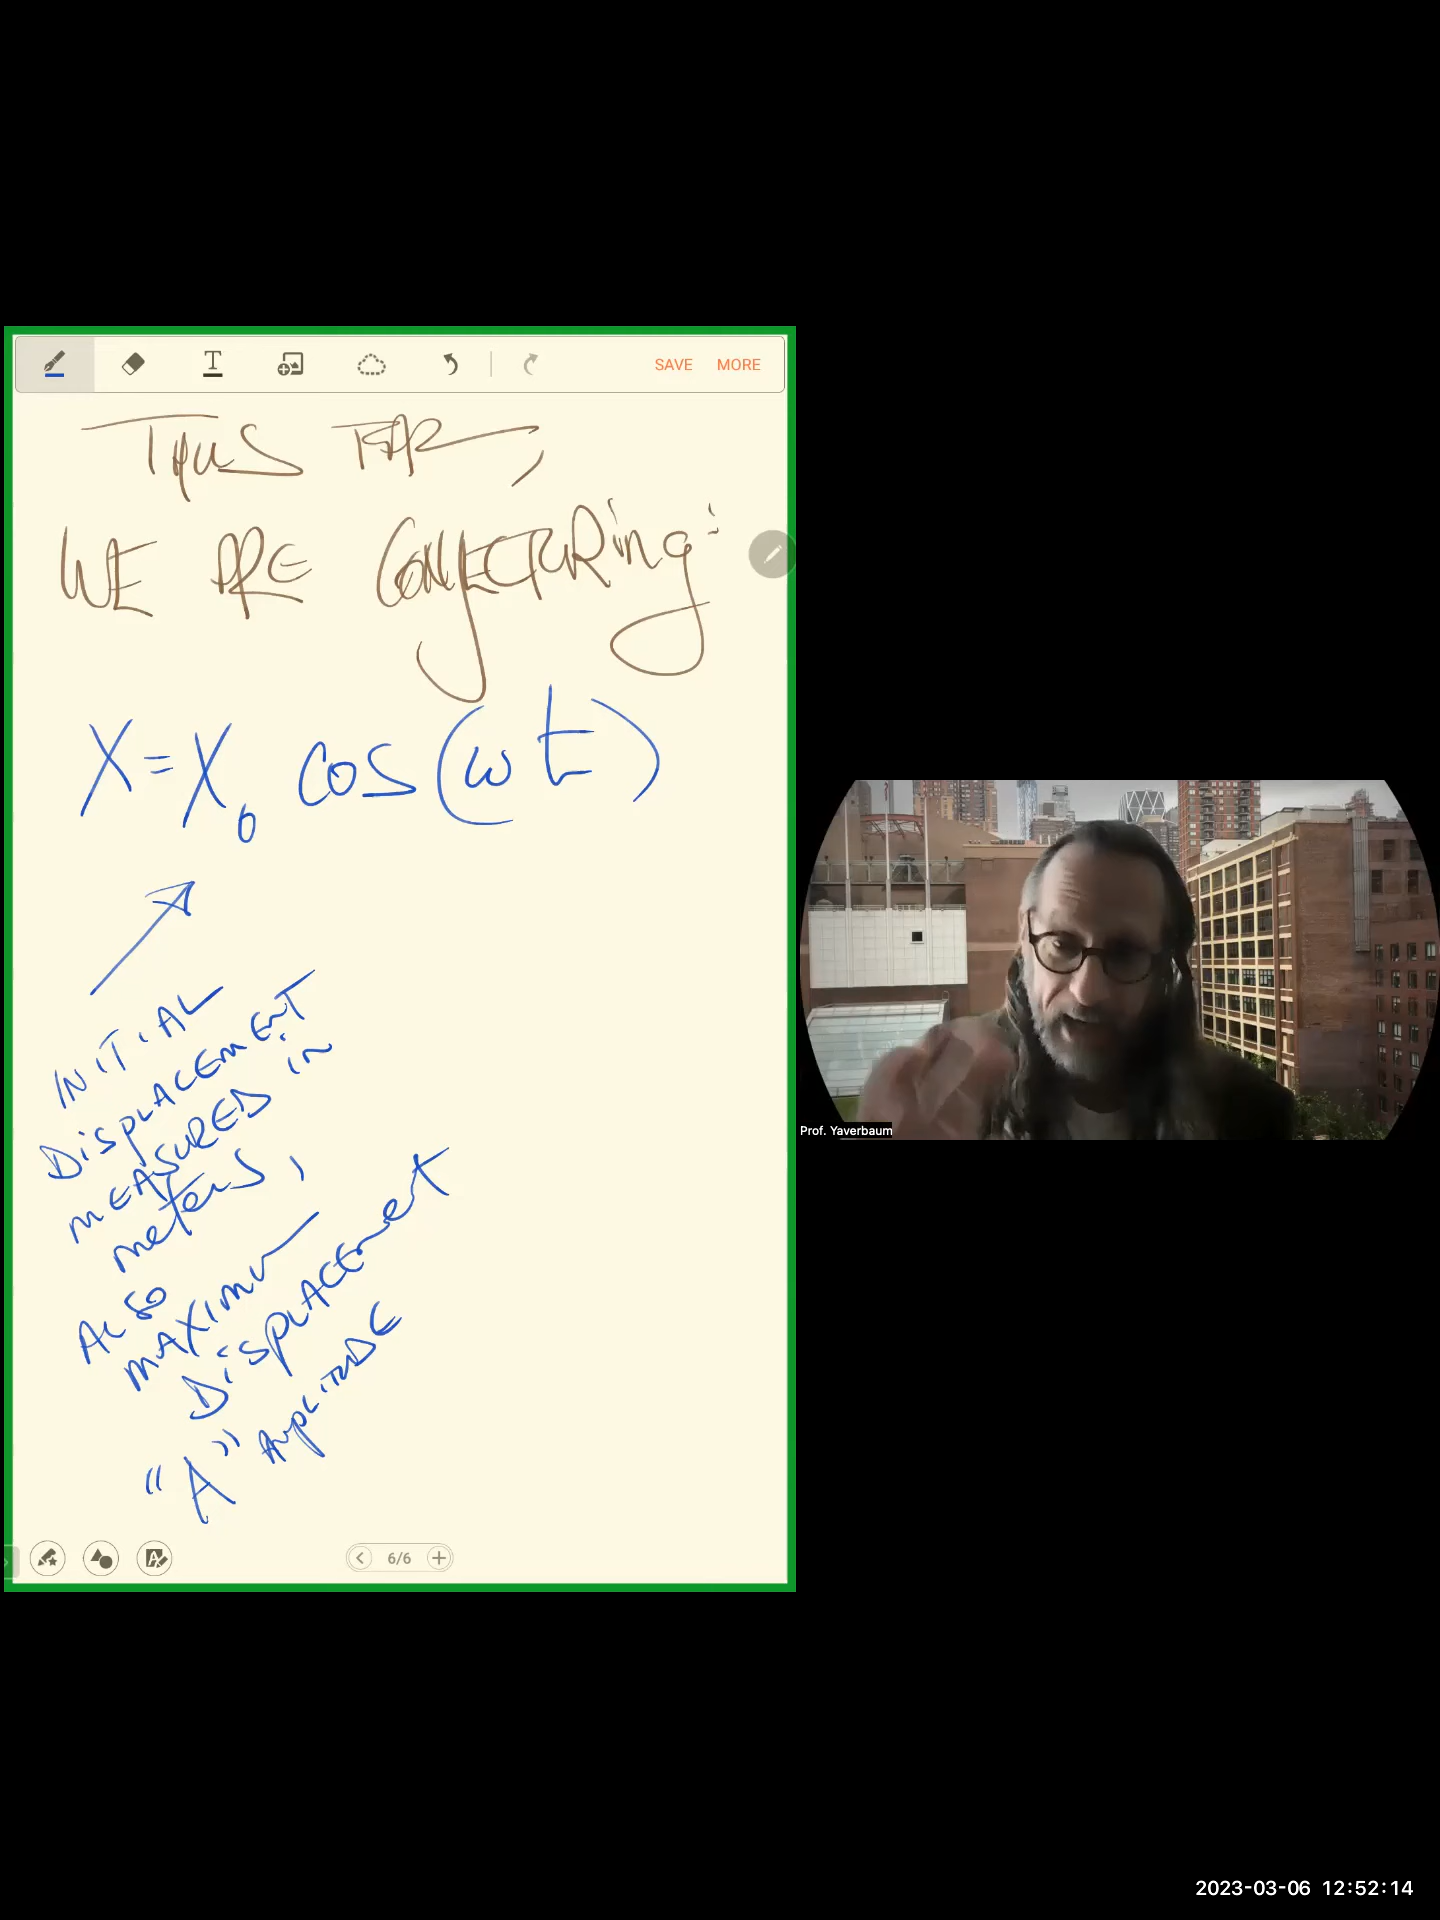 T
SAVE
MORE
THUS FAR,
WE ARE CONJECTURing:
X = X₀ COS(ωt)
INITIAL
DiSPLACEMENT
MEASURED in
meters,
ALSO
MAXIMUM
DiSPLACEMENT
"A" AMPLITUDE
A
6/6
Prof. Yaverbaum
2023-03-06 12:52:14